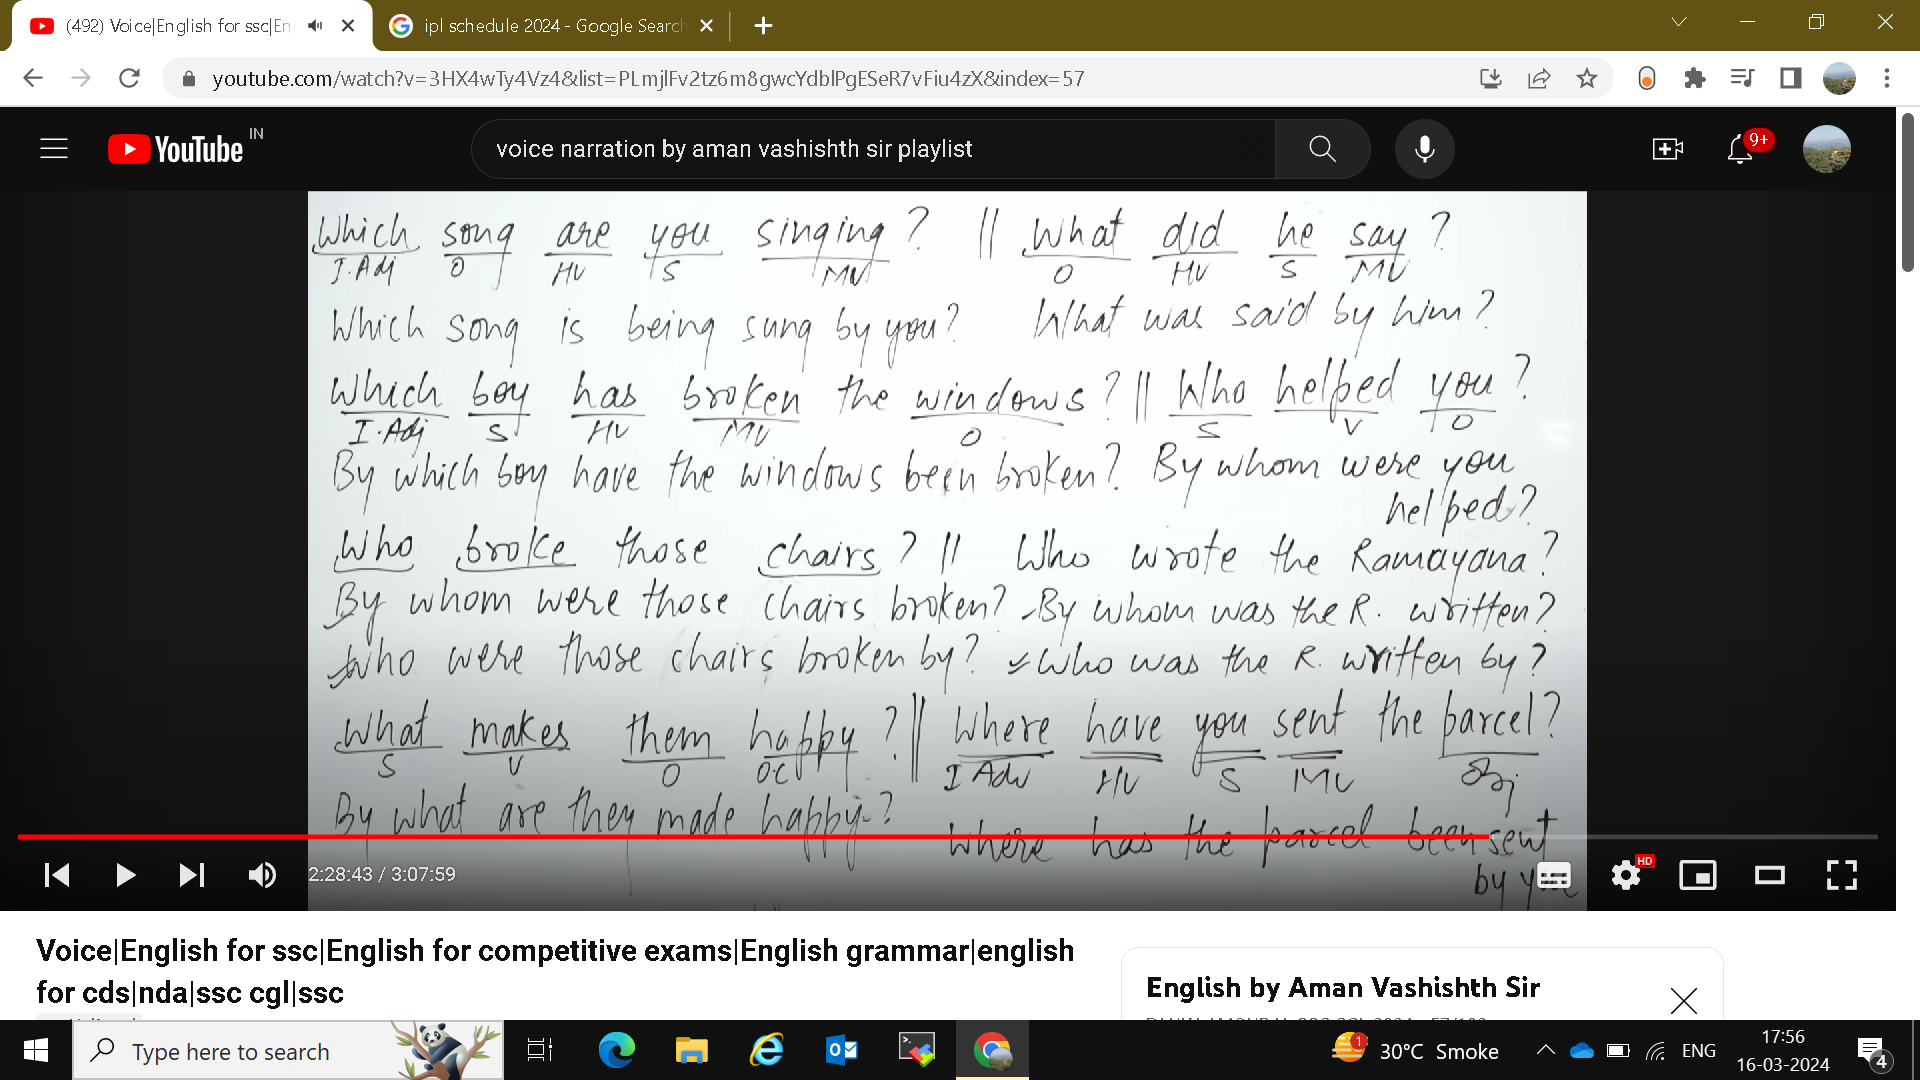 (492) Voice|English for ssc|En
ipl schedule 2024 - Google Search
youtube.com/watch?v=3HX4wTy4Vz4&list=PLmjlFv2tz6m8gwcYdblPgESeR7vFiu4zX&index=57
YouTube IN
voice narration by aman vashishth sir playlist
9+
Which song are you singing? || What did he say?
I.Adj O HV S MV O HV S MV
Which song is being sung by you? What was said by him?
Which boy has broken the windows? || Who helped you?
I.Adj S HV MV O S V O
By which boy have the windows been broken? By whom were you
helped?
Who broke those chairs? || Who wrote the Ramayana?
By whom were those chairs broken? By whom was the R. written?
Who were those chairs broken by? Who was the R. written by?
What makes them happy? || Where have you sent the parcel?
S V O OC I Adv HV S MV Obj
By what are they made happy? Where has the parcel been sent
by
2:28:43 / 3:07:59
HD
Voice|English for ssc|English for competitive exams|English grammar|english
for cds|nda|ssc cgl|ssc
English by Aman Vashishth Sir
Type here to search
1
30°C Smoke
ENG
17:56
16-03-2024
4